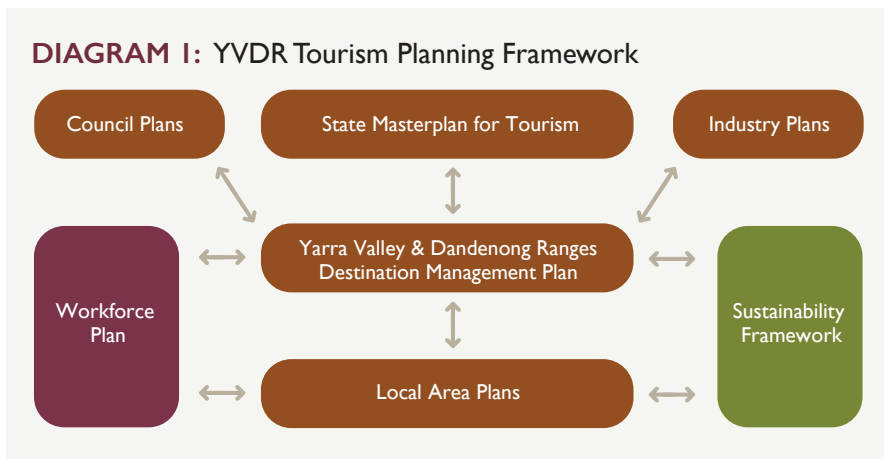 DIAGRAM 1: YVDR Tourism Planning Framework
Council Plans
State Masterplan for Tourism
Industry Plans
Yarra Valley & Dandenong Ranges
Destination Management Plan
Workforce
Plan
Sustainability
Framework
Local Area Plans